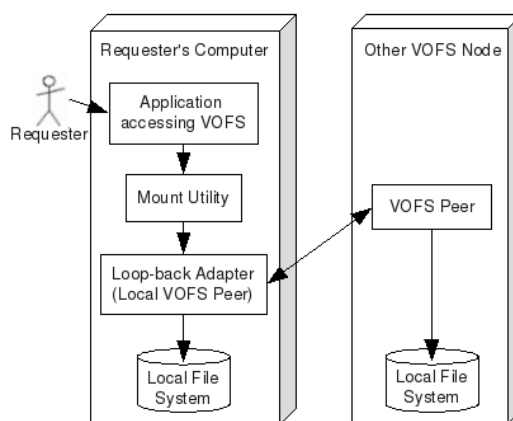 Requester's Computer
Other VOFS Node
Requester
Application
accessing VOFS
Mount Utility
VOFS Peer
Loop-back Adapter
(Local VOFS Peer)
Local File
System
Local File
System